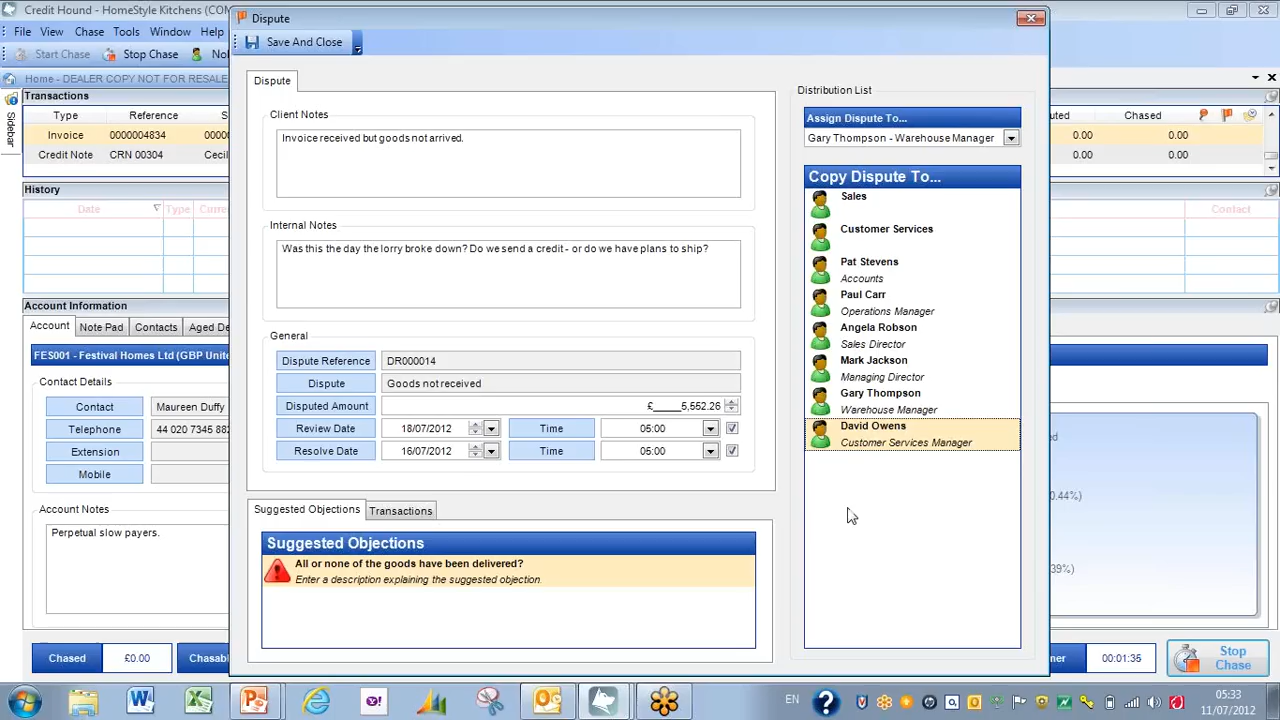 Credit Hound - HomeStyle Kitchens (CON
Dispute
File View Chase Tools Window Help
Save And Close
Start Chase Stop Chase
Home - DEALER COPY NOT FOR RESALE
Dispute
Distribution List
Transactions
Type Reference
Chased
Invoice 0000004834 0.00 0.00
Credit Note CRN 00304 0.00 0.00
Sidebar
Client Notes
Invoice received but goods not arrived.
Assign Dispute To...
Gary Thompson - Warehouse Manager
Copy Dispute To...
Sales
Customer Services
Pat Stevens
Accounts
Paul Carr
Operations Manager
Angela Robson
Sales Director
Mark Jackson
Managing Director
Gary Thompson
Warehouse Manager
David Owens
Customer Services Manager
History
Date Type Contact
Internal Notes
Was this the day the lorry broke down? Do we send a credit - or do we have plans to ship?
Account Information
Account Note Pad Contacts
FES001 - Festival Homes Ltd (GBP Unite
Contact Details
Contact Maureen Duffy
Telephone 44 020 7345 88
Extension
Mobile
Account Notes
Perpetual slow payers.
General
Dispute Reference DR000014
Dispute Goods not received
Disputed Amount £_____5,552.26
Review Date 18/07/2012 Time 05:00
Resolve Date 16/07/2012 Time 05:00
Suggested Objections Transactions
Suggested Objections
All or none of the goods have been delivered?
Enter a description explaining the suggested objection.
0.44%)
39%)
Chased £0.00 Chasabl
00:01:35
Stop Chase
EN
05:33
11/07/2012